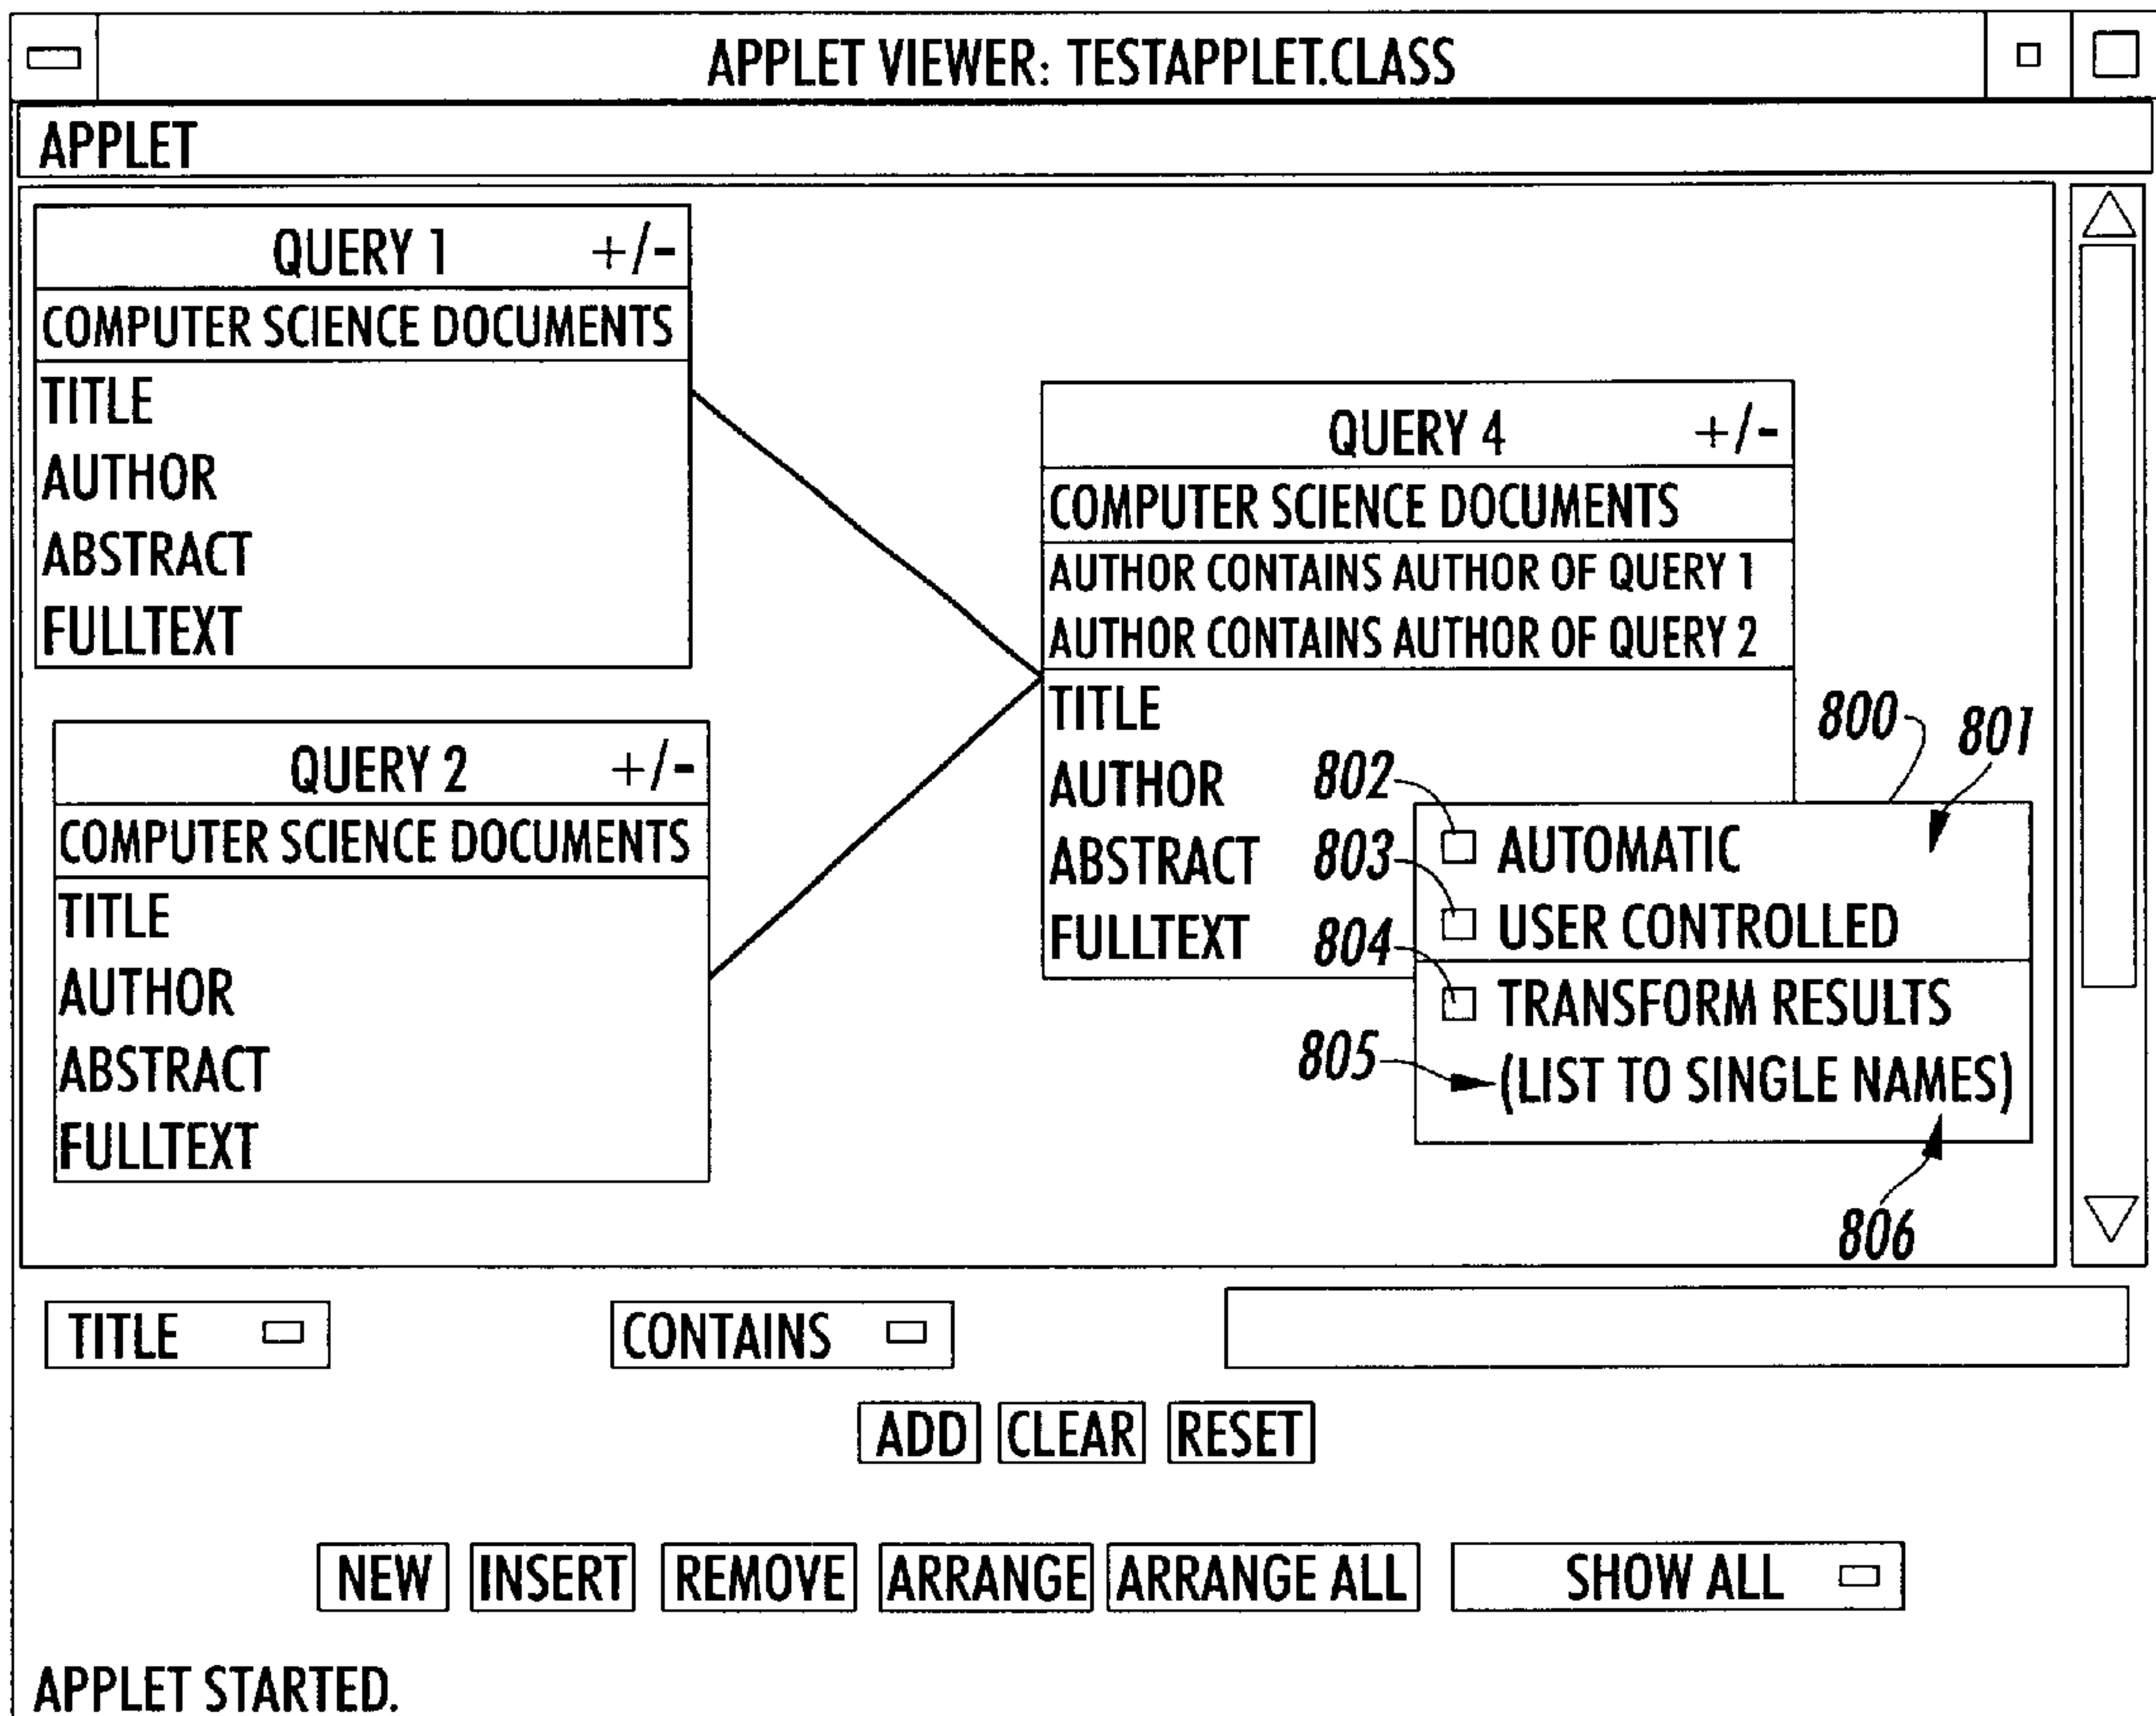 APPLET VIEWER: TESTAPPLET.CLASS
APPLET
QUERY 1 +/-
COMPUTER SCIENCE DOCUMENTS
TITLE
AUTHOR
ABSTRACT
FULLTEXT
QUERY 2 +/-
COMPUTER SCIENCE DOCUMENTS
TITLE
AUTHOR
ABSTRACT
FULLTEXT
QUERY 4 +/-
COMPUTER SCIENCE DOCUMENTS
AUTHOR CONTAINS AUTHOR OF QUERY 1
AUTHOR CONTAINS AUTHOR OF QUERY 2
TITLE
AUTHOR
ABSTRACT
FULLTEXT
800
801
802
AUTOMATIC
803
USER CONTROLLED
804
TRANSFORM RESULTS
805
(LIST TO SINGLE NAMES)
806
TITLE
CONTAINS
ADD CLEAR RESET
NEW INSERT REMOVE ARRANGE ARRANGE ALL SHOW ALL
APPLET STARTED.